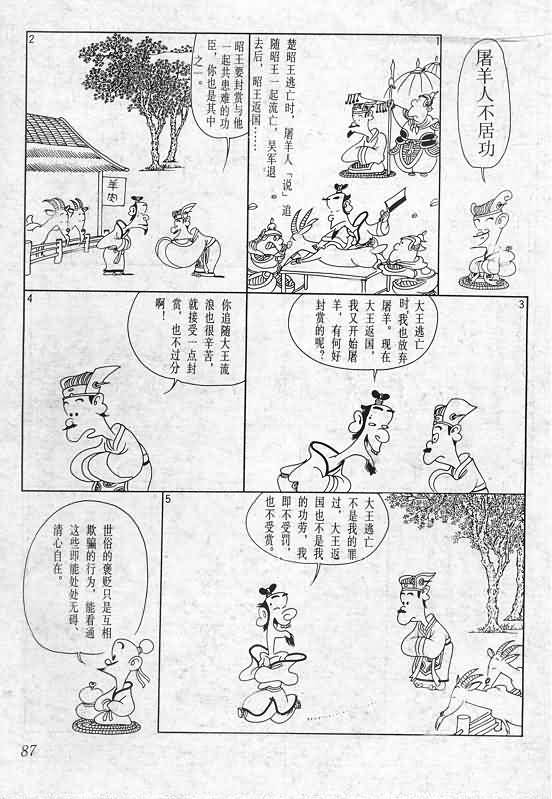 屠羊人不居功
1
楚昭王逃亡时，屠羊人「说」追
随昭王一起流亡，吴军退
去后，昭王返国……
2
昭王要封赏与他
一起共患难的功
臣，你也是其中
之一。
羊肉
3
大王逃亡
时，我也放弃
屠羊。现在
大王返国，
我又开始屠
羊，有何好
封赏的呢？
4
你追随大王流
浪也很辛苦，
就接受一点封
赏，也不过分
啊！
5
大王逃亡
不是我的罪
过，大王返
国也不是我
的功劳，我
即不受罚，
也不受赏。
世俗的褒贬只是互相
欺骗的行为，能看通
这些即能处处无碍、
清心自在。
87